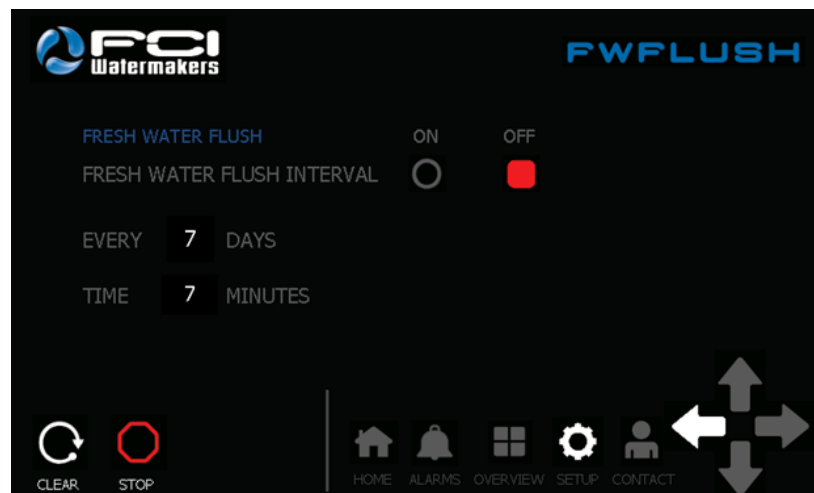 FCI
Watermakers
FWFLUSH
FRESH WATER FLUSH ON OFF
FRESH WATER FLUSH INTERVAL
EVERY 7 DAYS
TIME 7 MINUTES
CLEAR STOP HOME ALARMS OVERVIEW SETUP CONTACT